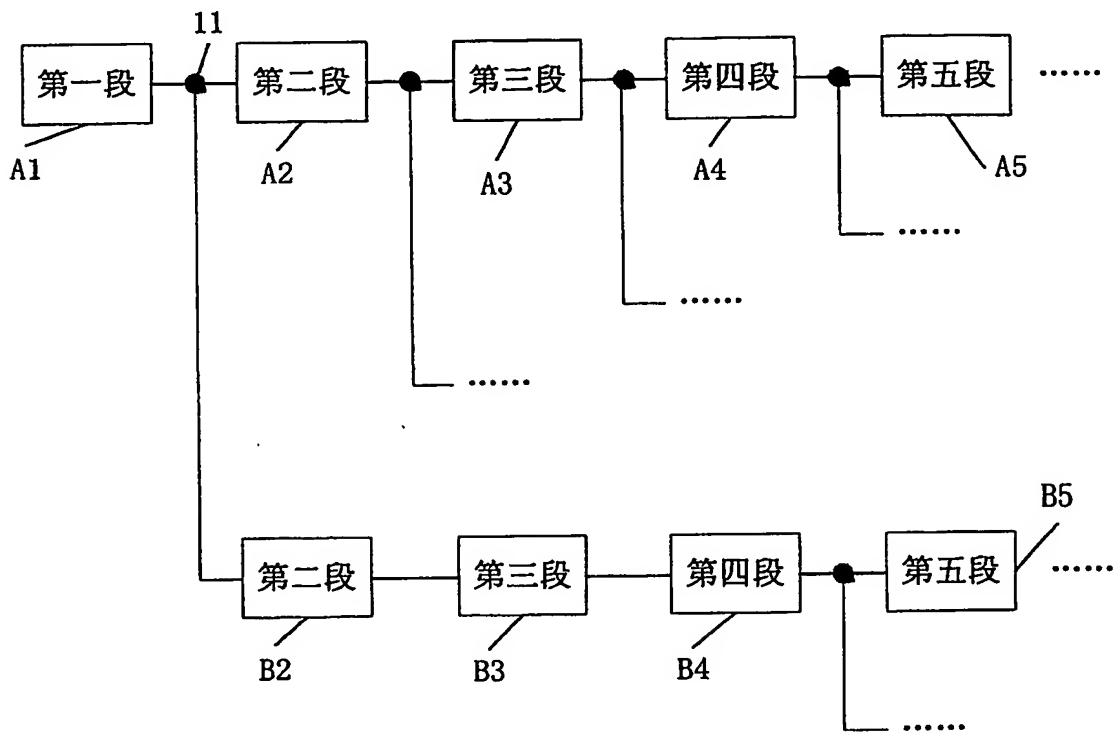 11
第一段 第二段 第三段 第四段 第五段 ……
A1 A2 A3 A4 A5
……
……
……
B5
第二段 第三段 第四段 第五段 ……
B2 B3 B4
……